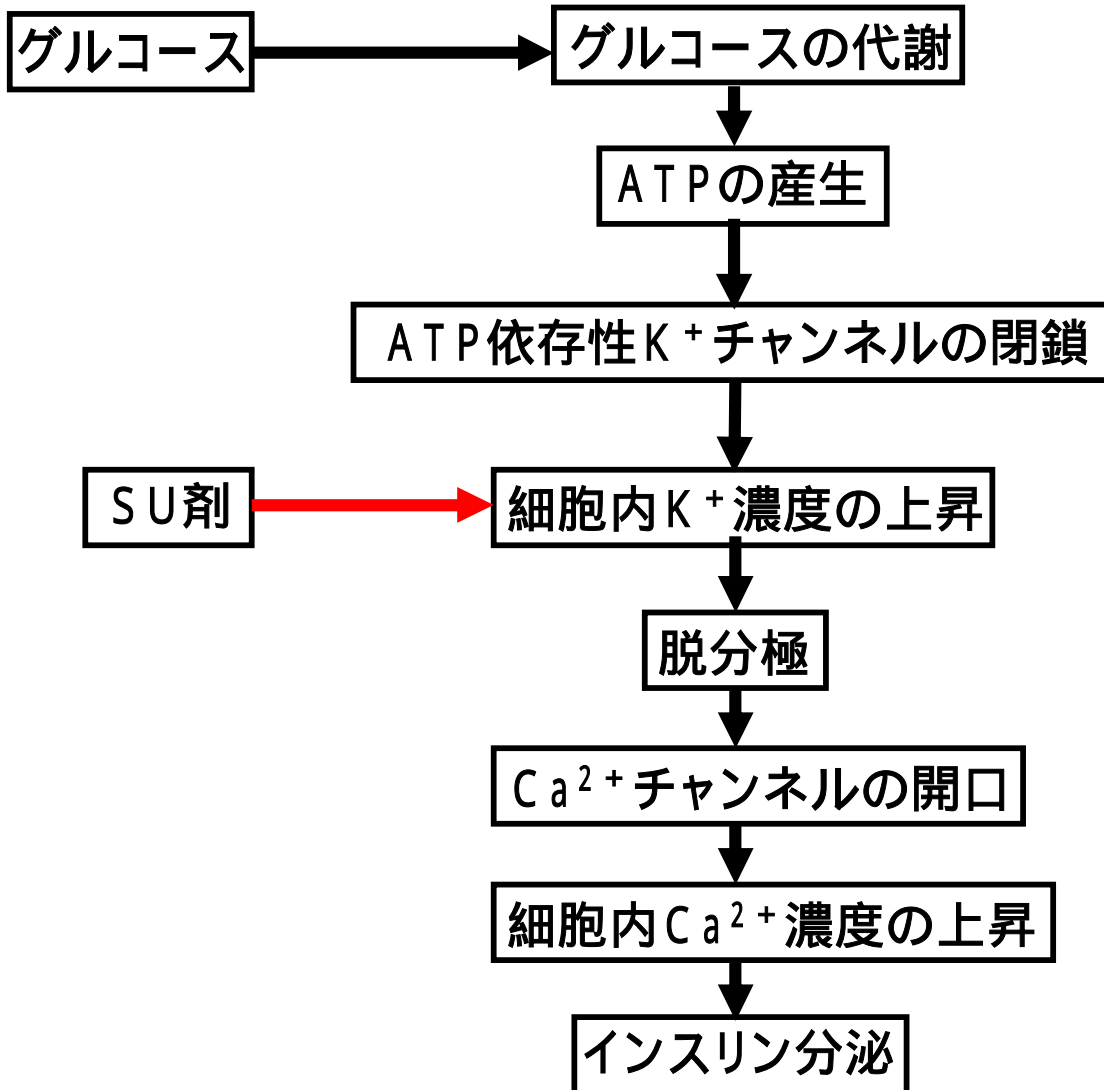 グルコース
グルコースの代謝
ATPの産生
ATP依存性K⁺チャンネルの閉鎖
SU剤
細胞内K⁺濃度の上昇
脱分極
Ca²⁺チャンネルの開口
細胞内Ca²⁺濃度の上昇
インスリン分泌